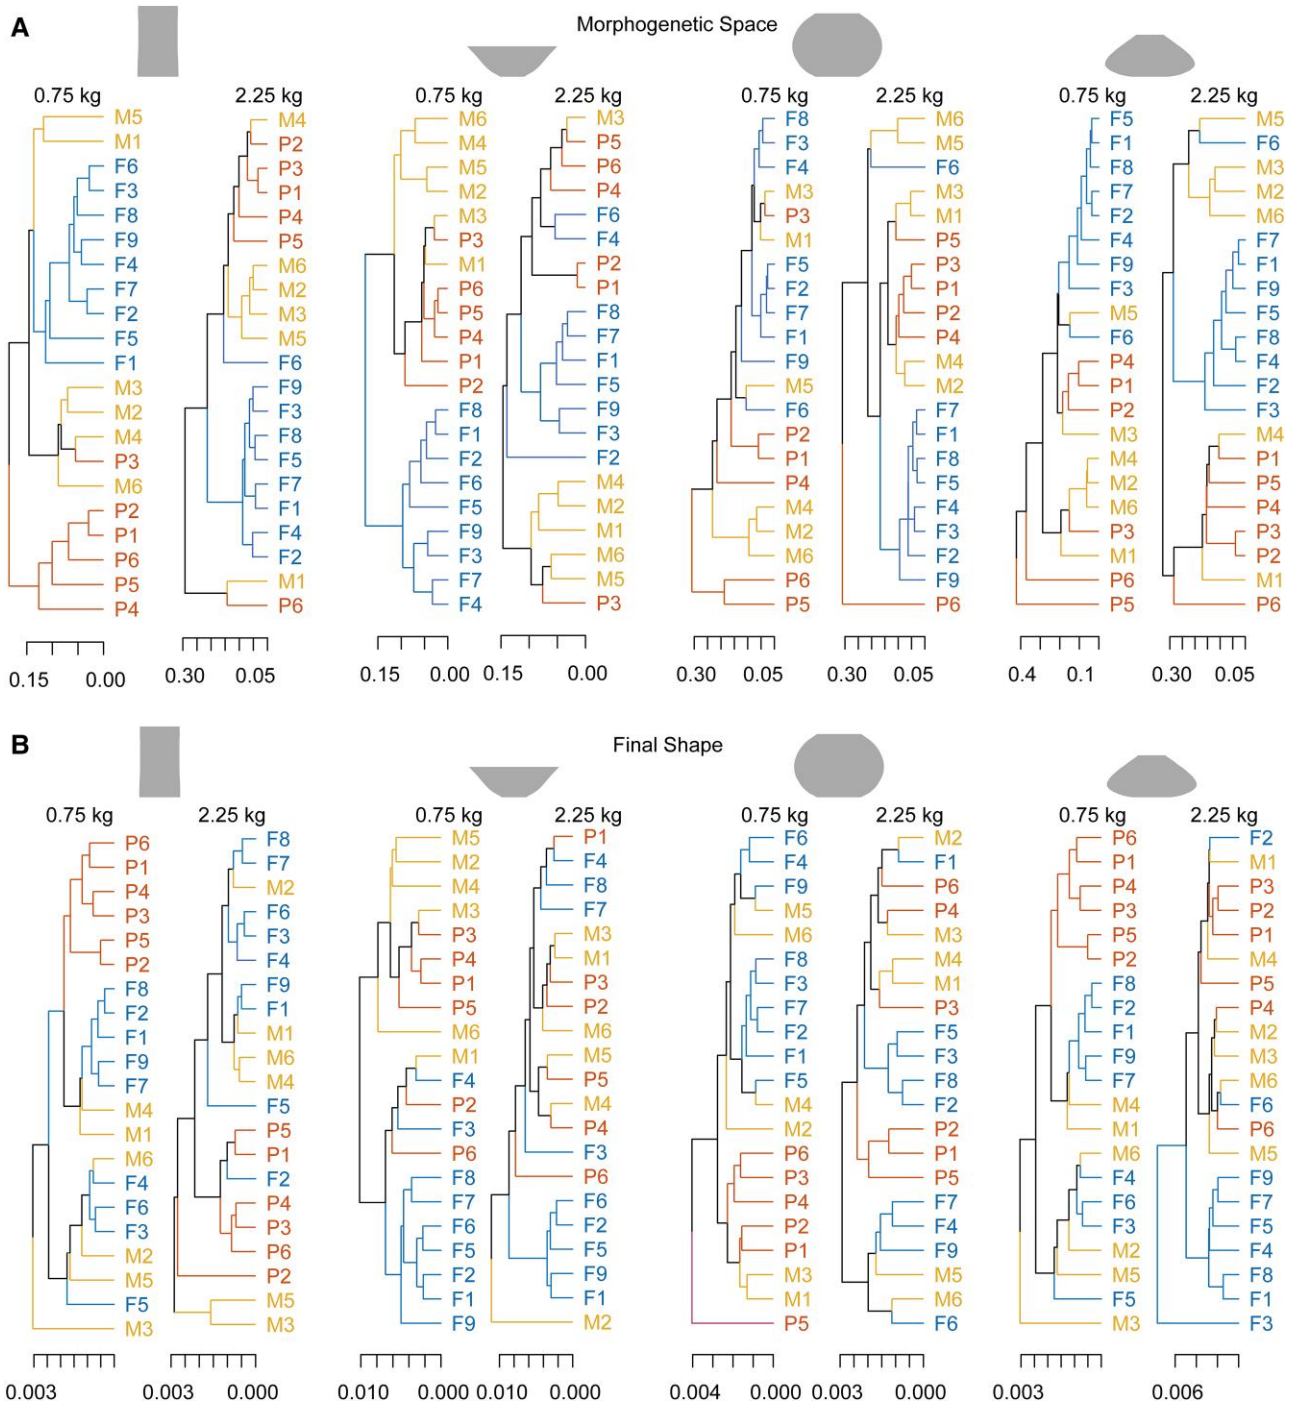 A
Morphogenetic Space
0.75 kg
M5
M1
F6
F3
F8
F9
F4
F7
F2
F5
F1
M3
M2
M4
P3
M6
P2
P1
P6
P5
P4
0.15 0.00
2.25 kg
M4
P2
P3
P1
P4
P5
M6
M2
M3
M5
F6
F9
F3
F8
F5
F7
F1
F4
F2
M1
P6
0.30 0.05
0.75 kg
M6
M4
M5
M2
M3
P3
M1
P6
P5
P4
P1
P2
F8
F1
F2
F6
F5
F9
F3
F7
F4
0.15 0.00
2.25 kg
M3
P5
P6
P4
F6
F4
P2
P1
F8
F7
F1
F5
F9
F3
F2
M4
M2
M1
M6
M5
P3
0.15 0.00
0.75 kg
F8
F3
F4
M3
P3
M1
F5
F2
F7
F1
F9
M5
F6
P2
P1
P4
M4
M2
M6
P6
P5
0.30 0.05
2.25 kg
M6
M5
F6
M3
M1
P5
P3
P1
P2
P4
M4
M2
F7
F1
F8
F5
F4
F3
F2
F9
P6
0.30 0.05
0.75 kg
F5
F1
F8
F7
F2
F4
F9
F3
M5
F6
P4
P1
P2
M3
M4
M2
M6
P3
M1
P6
P5
0.4 0.1
2.25 kg
M5
F6
M3
M2
M6
F7
F1
F9
F5
F8
F4
F2
F3
M4
P1
P5
P4
P3
P2
M1
P6
0.30 0.05
B
Final Shape
0.75 kg
P6
P1
P4
P3
P5
P2
F8
F2
F1
F9
F7
M4
M1
M6
F4
F6
F3
M2
M5
F5
M3
0.003
2.25 kg
F8
F7
M2
F6
F3
F4
F9
F1
M1
M6
M4
F5
P5
P1
F2
P4
P3
P6
P2
M5
M3
0.003 0.000
0.75 kg
M5
M2
M4
M3
P3
P4
P1
P5
M6
M1
F4
P2
F3
P6
F8
F7
F6
F5
F2
F1
F9
0.010 0.000
2.25 kg
P1
F4
F8
F7
M3
M1
P3
P2
M6
M5
P5
M4
P4
F3
P6
F6
F2
F5
F9
F1
M2
0.010 0.000
0.75 kg
F6
F4
F9
M5
M6
F8
F3
F7
F2
F1
F5
M4
M2
P6
P3
P4
P2
P1
M3
M1
P5
0.004 0.000
2.25 kg
M2
F1
P6
P4
M3
M4
M1
P3
F5
F3
F8
F2
P2
P1
P5
F7
F4
F9
M5
M6
F6
0.003 0.000
0.75 kg
P6
P1
P4
P3
P5
P2
F8
F2
F1
F9
F7
M4
M1
M6
F4
F6
F3
M2
M5
F5
M3
0.003
2.25 kg
F2
M1
P3
P2
P1
M4
P5
P4
M2
M3
M6
F6
P6
M5
F9
F7
F5
F4
F8
F1
F3
0.006